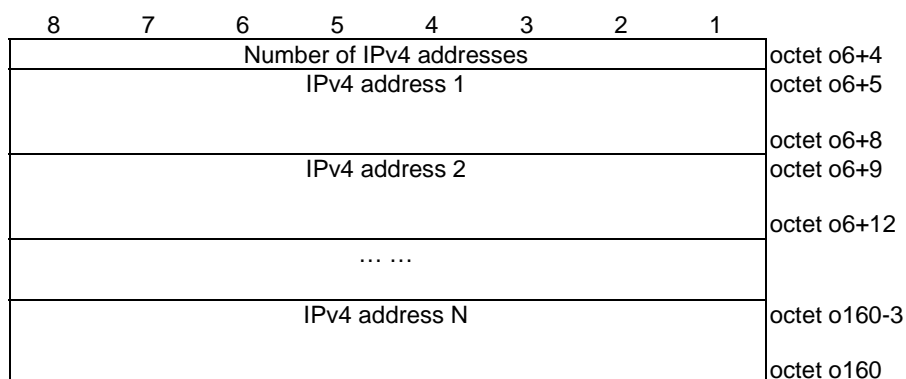 8 7 6 5 4 3 2 1
Number of IPv4 addresses octet o6+4
IPv4 address 1 octet o6+5
octet o6+8
IPv4 address 2 octet o6+9
octet o6+12
… …
IPv4 address N octet o160-3
octet o160